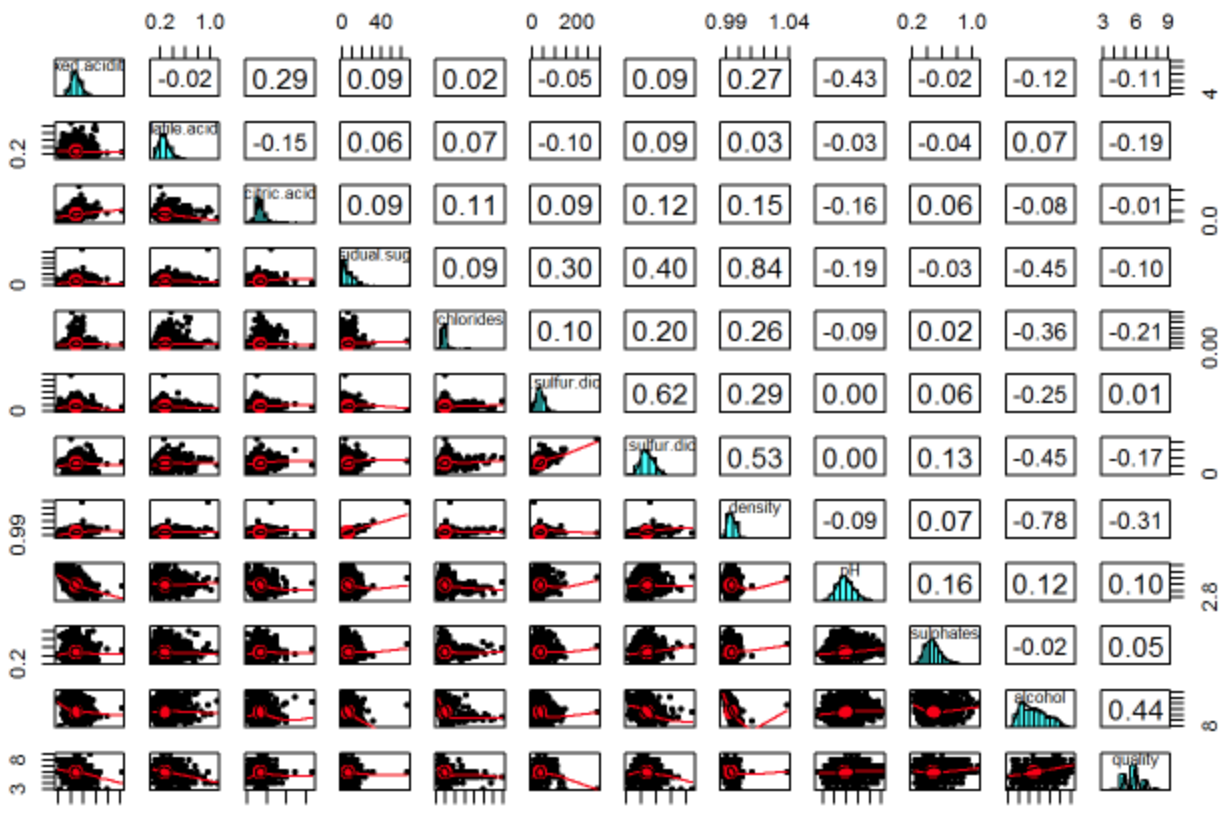 0.2 1.0 0 40 0 200 0.99 1.04 0.2 1.0 3 6 9
-0.02 0.29 0.09 0.02 -0.05 0.09 0.27 -0.43 -0.02 -0.12 -0.11 4
0.2 -0.15 0.06 0.07 -0.10 0.09 0.03 -0.03 -0.04 0.07 -0.19
citric.acid 0.09 0.11 0.09 0.12 0.15 -0.16 0.06 -0.08 -0.01 0.0
0 idual.sug 0.09 0.30 0.40 0.84 -0.19 -0.03 -0.45 -0.10
chlorides 0.10 0.20 0.26 -0.09 0.02 -0.36 -0.21 0.00
0 .sulfur.dio 0.62 0.29 0.00 0.06 -0.25 0.01
.sulfur.dio 0.53 0.00 0.13 -0.45 -0.17 0
0.99 density -0.09 0.07 -0.78 -0.31
pH 0.16 0.12 0.10 2.8
0.2 sulphates -0.02 0.05
alcohol 0.44 8
3 8 quality